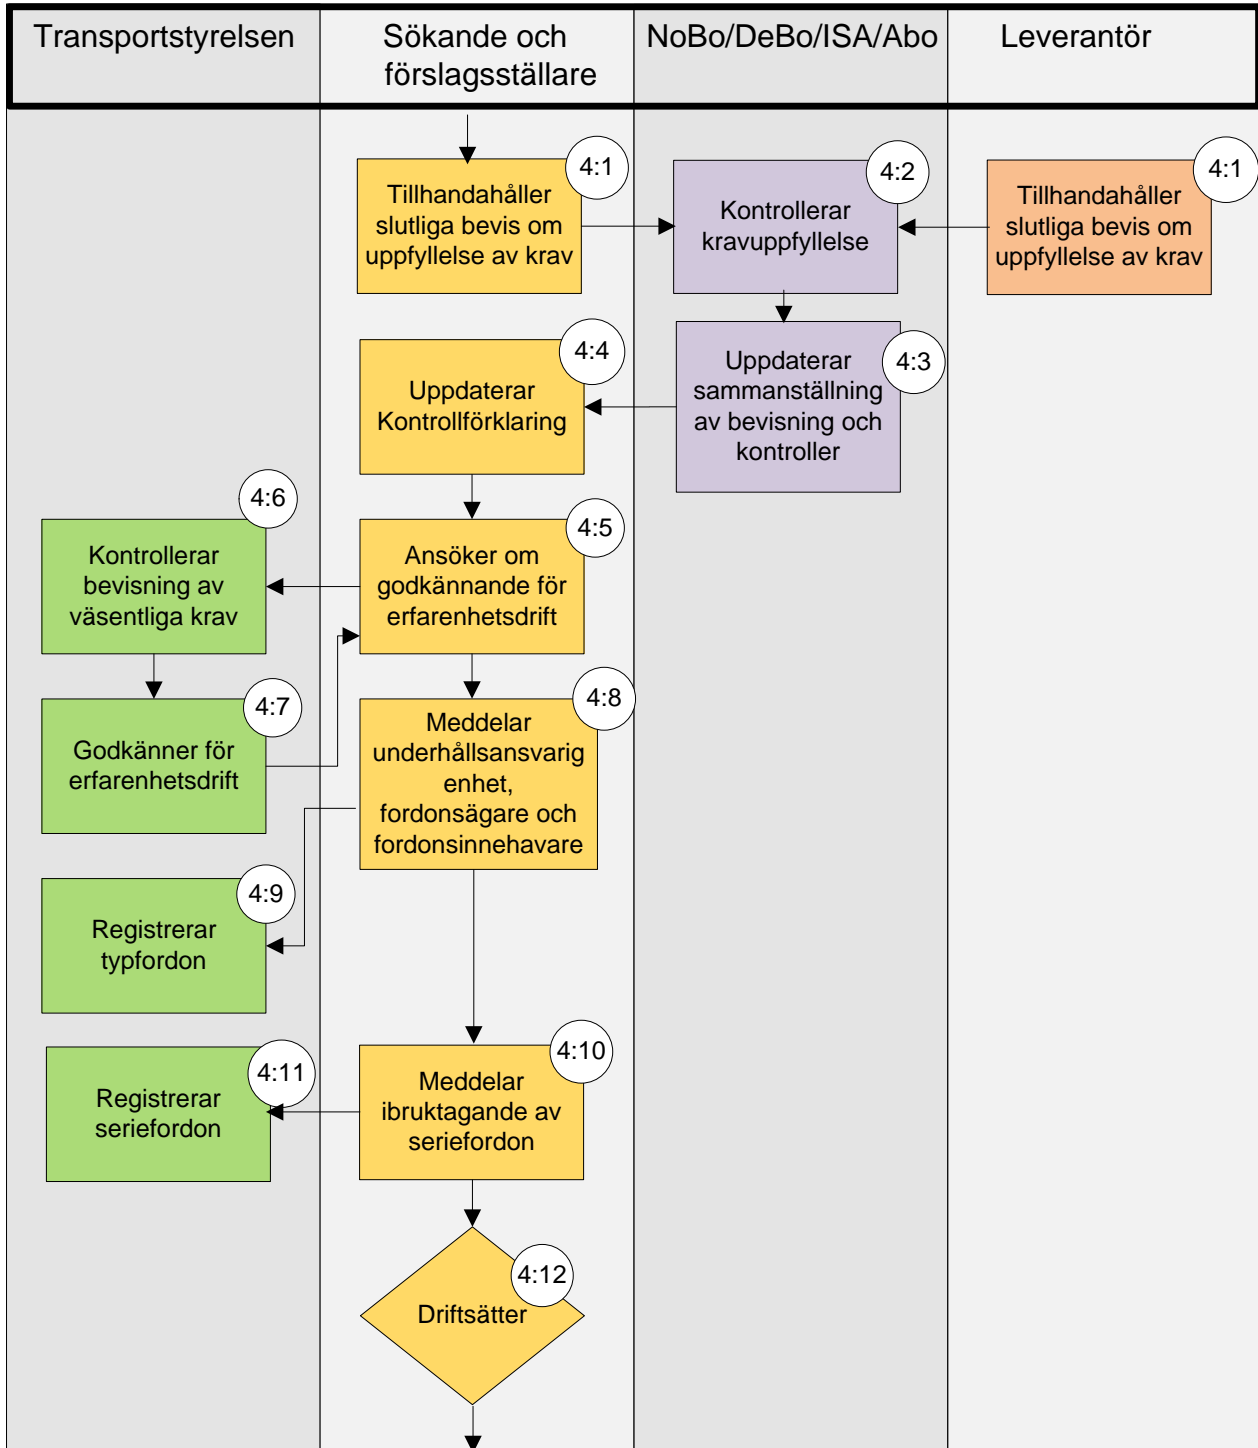 Transportstyrelsen
Sökande och
förslagsställare
NoBo/DeBo/ISA/Abo
Leverantör
4:1
Tillhandahåller
slutliga bevis om
uppfyllelse av krav
4:2
Kontrollerar
kravuppfyllelse
4:1
Tillhandahåller
slutliga bevis om
uppfyllelse av krav
4:3
Uppdaterar
sammanställning
av bevisning och
kontroller
4:4
Uppdaterar
Kontrollförklaring
4:5
Ansöker om
godkännande för
erfarenhetsdrift
4:6
Kontrollerar
bevisning av
väsentliga krav
4:7
Godkänner för
erfarenhetsdrift
4:8
Meddelar
underhållsansvarig
enhet,
fordonsägare och
fordonsinnehavare
4:9
Registrerar
typfordon
4:10
Meddelar
ibruktagande av
seriefordon
4:11
Registrerar
seriefordon
4:12
Driftsätter